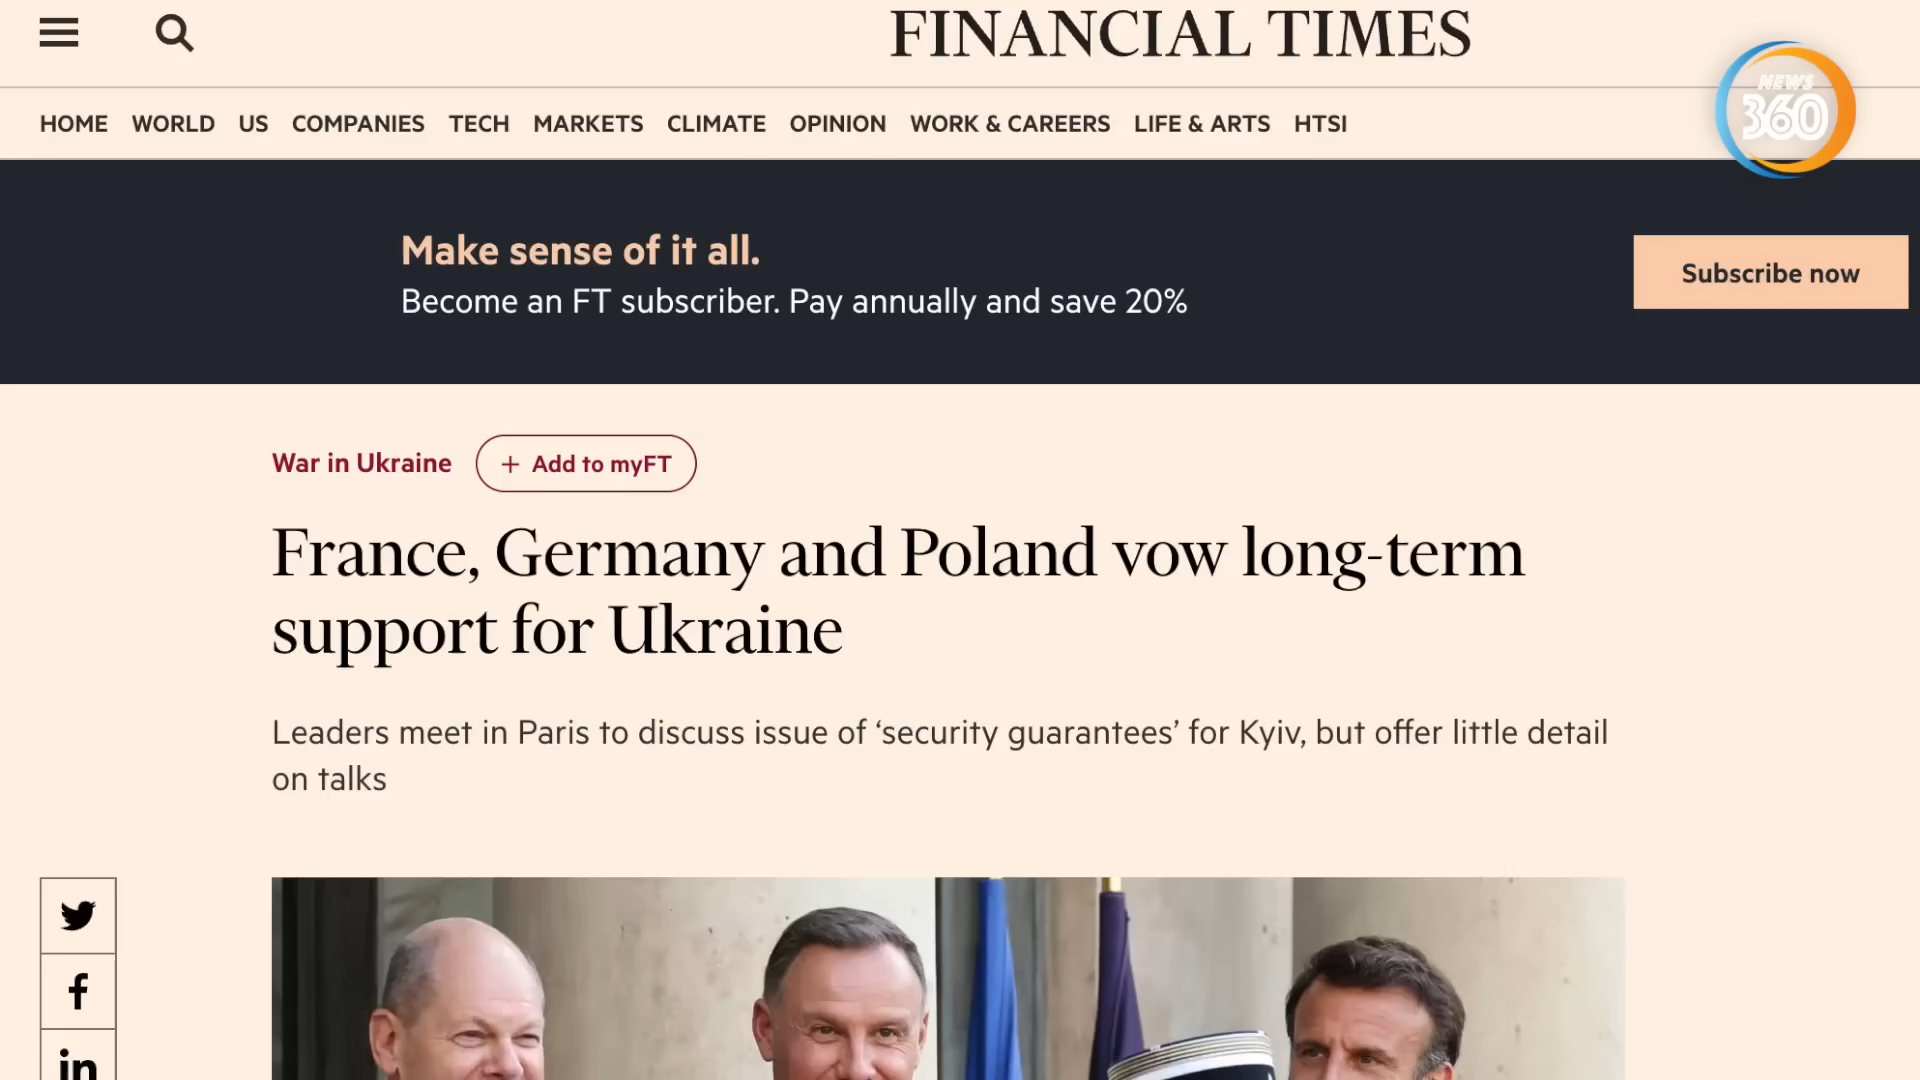 FINANCIAL TIMES
NEWS
360
HOME WORLD US COMPANIES TECH MARKETS CLIMATE OPINION WORK & CAREERS LIFE & ARTS HTSI
Make sense of it all.
Become an FT subscriber. Pay annually and save 20%
Subscribe now
War in Ukraine
+ Add to myFT
France, Germany and Poland vow long-term
support for Ukraine
Leaders meet in Paris to discuss issue of ‘security guarantees’ for Kyiv, but offer little detail
on talks
f
in